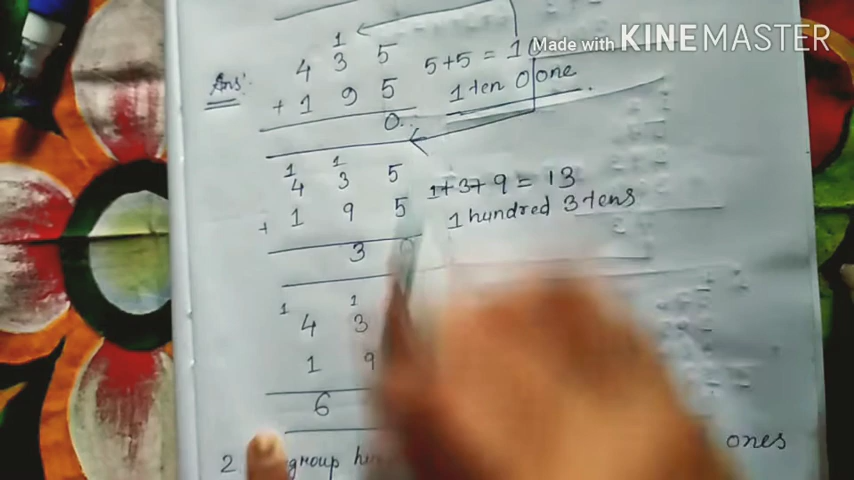 Made with KINEMASTER
1
Ans: 4 3 5 5+5 = 10
+ 1 9 5 1 ten 0 one
0
1 1
4 3 5 1+3+9 = 13
+ 1 9 5 1 hundred 3 tens
3
1 1
4 3
1 9
6
2 group ones